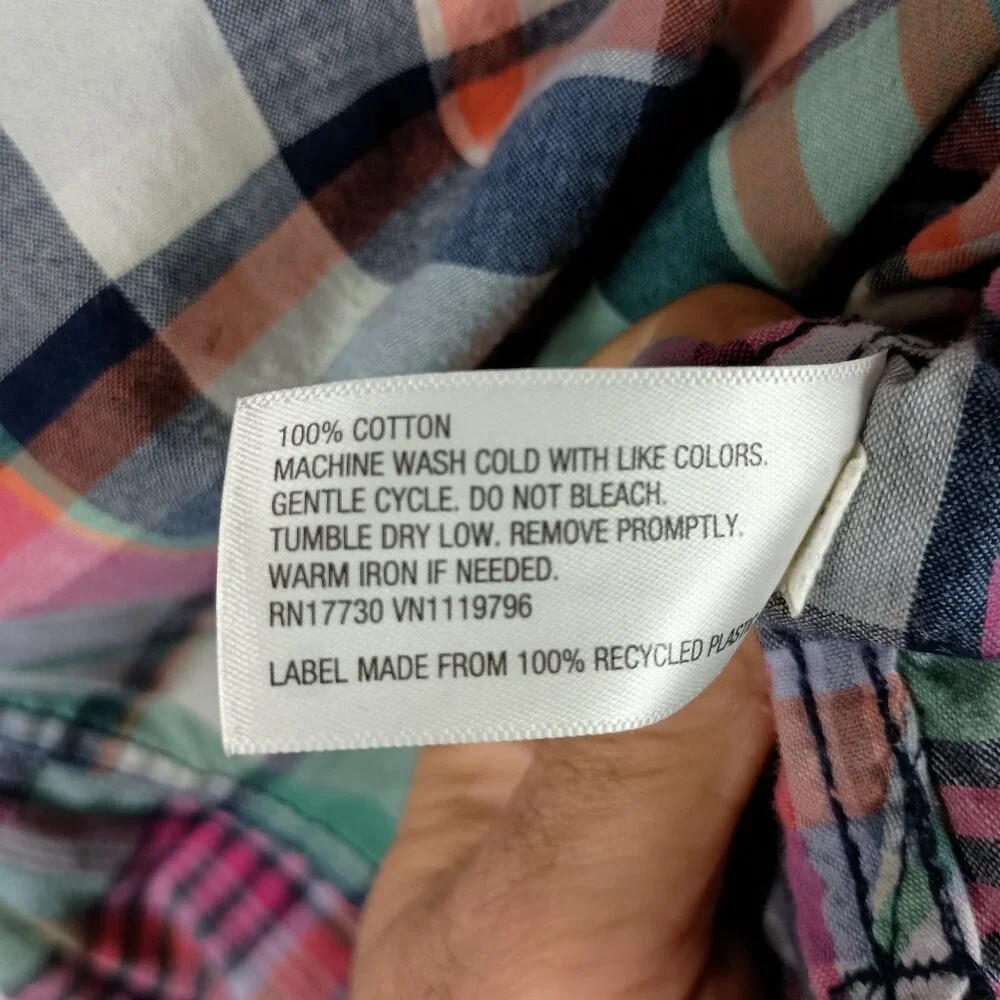 100% COTTON
MACHINE WASH COLD WITH LIKE COLORS.
GENTLE CYCLE. DO NOT BLEACH.
TUMBLE DRY LOW. REMOVE PROMPTLY.
WARM IRON IF NEEDED.
RN17730 VN1119796
LABEL MADE FROM 100% RECYCLED